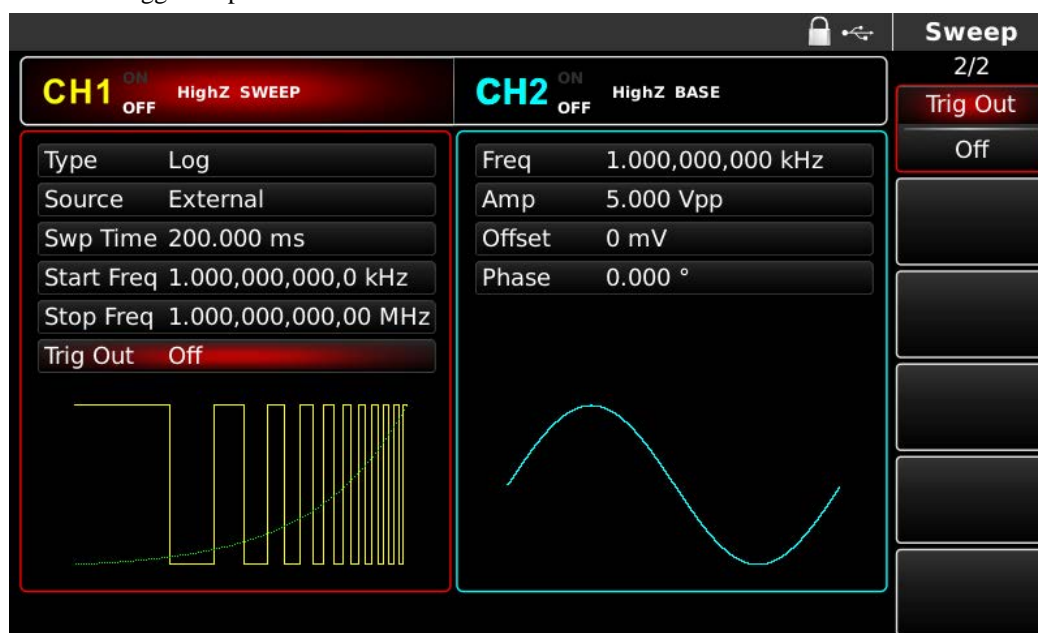 Sweep
CH1 ON OFF HighZ SWEEP
CH2 ON OFF HighZ BASE
2/2
Trig Out
Off
Type Log
Source External
Swp Time 200.000 ms
Start Freq 1.000,000,000,0 kHz
Stop Freq 1.000,000,000,00 MHz
Trig Out Off
Freq 1.000,000,000 kHz
Amp 5.000 Vpp
Offset 0 mV
Phase 0.000 °